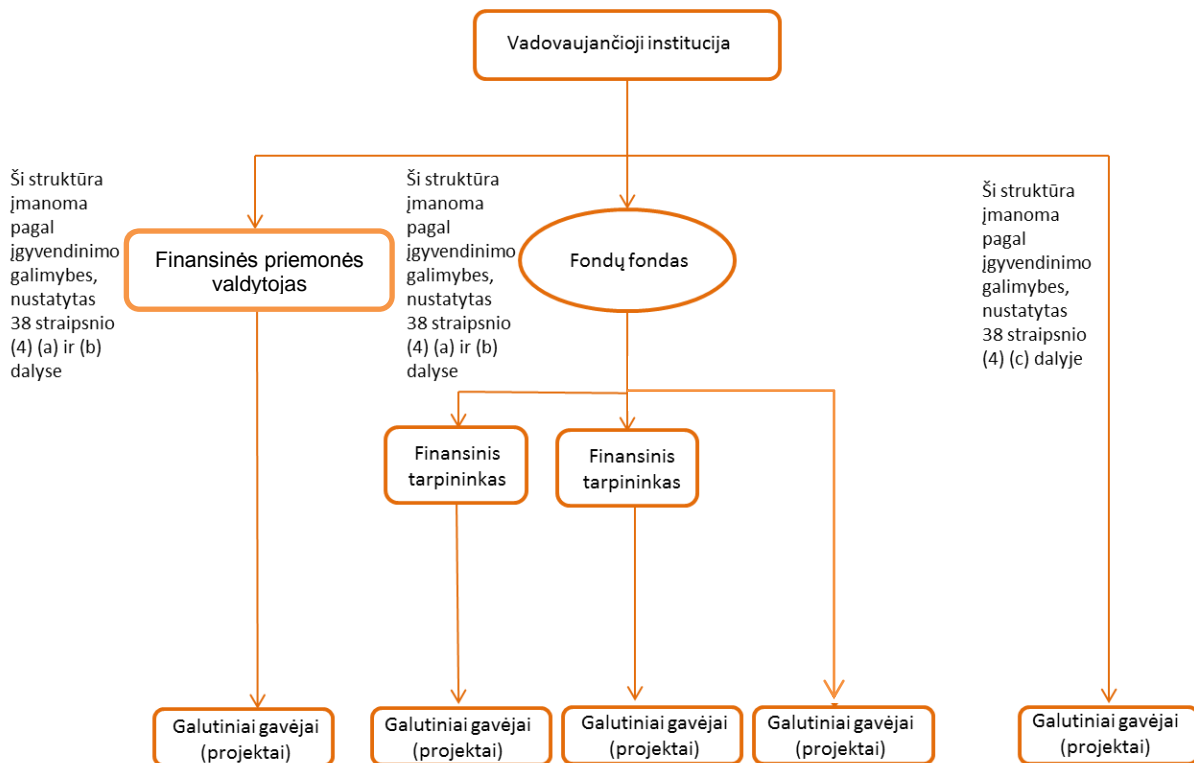 Vadovaujančioji institucija
Ši struktūra
įmanoma
pagal
įgyvendinimo
galimybes,
nustatytas
38 straipsnio
(4) (a) ir (b)
dalyse
Finansinės priemonės
valdytojas
Ši struktūra
įmanoma
pagal
įgyvendinimo
galimybes,
nustatytas
38 straipsnio
(4) (a) ir (b)
dalyse
Fondų fondas
Ši struktūra
įmanoma
pagal
įgyvendinimo
galimybes,
nustatytas
38 straipsnio
(4) (c) dalyje
Finansinis
tarpininkas
Finansinis
tarpininkas
Galutiniai gavėjai
(projektai)
Galutiniai gavėjai
(projektai)
Galutiniai gavėjai
(projektai)
Galutiniai gavėjai
(projektai)
Galutiniai gavėjai
(projektai)